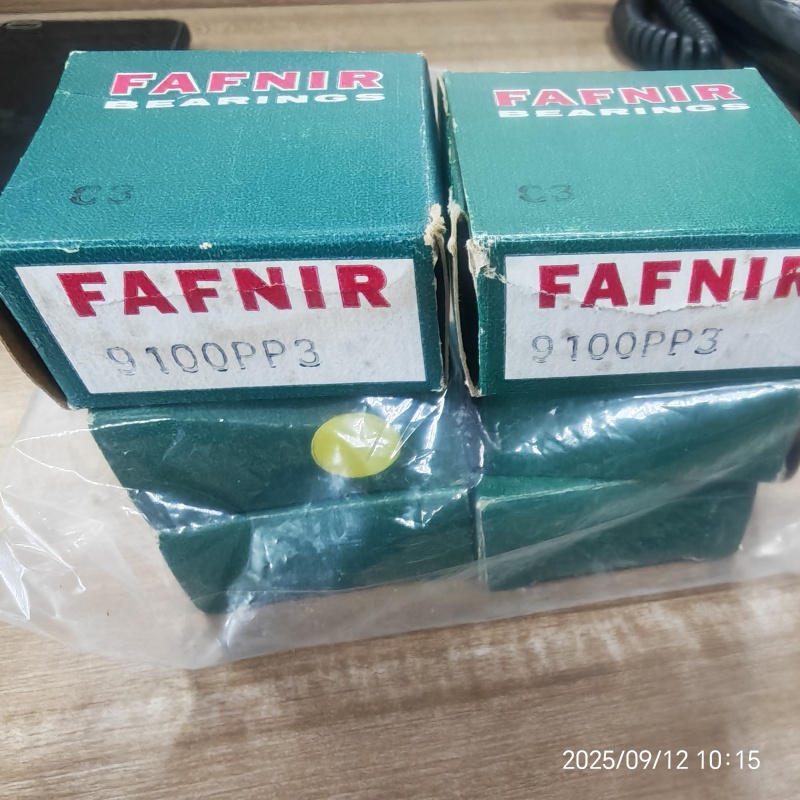 FAFNIR
BEARINGS
C3
FAFNIR
9100PP3
FAFNIR
BEARINGS
C3
FAFNIR
9100PP3
2025/09/12 10:15